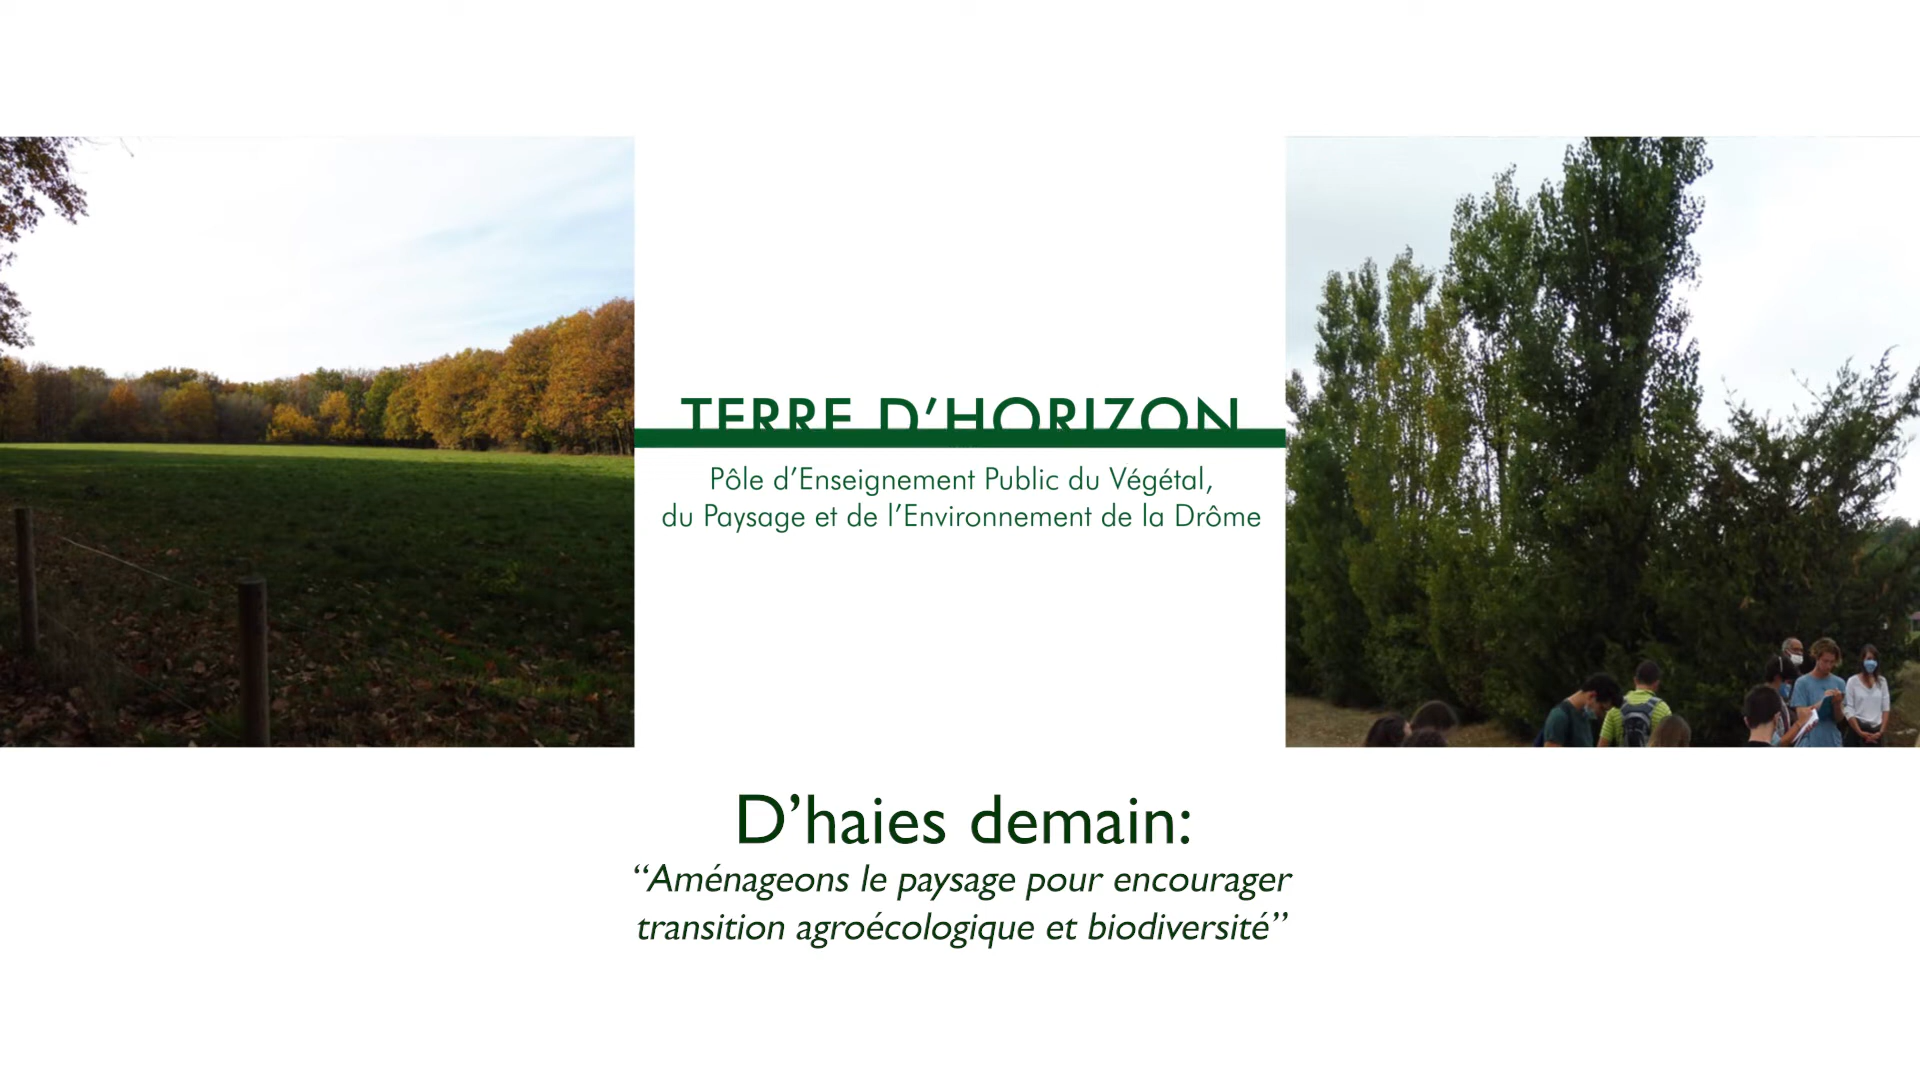 TERRE D’HORIZON
Pôle d’Enseignement Public du Végétal,
du Paysage et de l’Environnement de la Drôme
D’haies demain:
“Aménageons le paysage pour encourager
transition agroécologique et biodiversité”